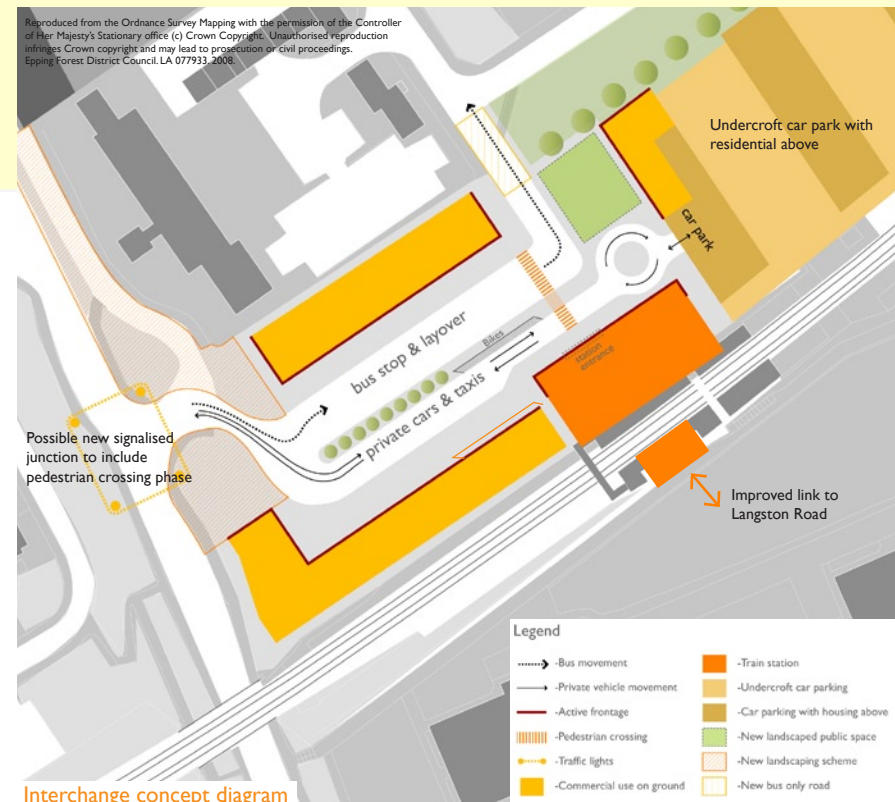 Reproduced from the Ordnance Survey Mapping with the permission of the Controller
of Her Majesty's Stationary office (c) Crown Copyright. Unauthorised reproduction
infringes Crown copyright and may lead to prosecution or civil proceedings.
Epping Forest District Council. LA 077933. 2008.
Undercroft car park with
residential above
car park
bus stop & layover
Bikes
station
entrance
private cars & taxis
Possible new signalised
junction to include
pedestrian crossing phase
Improved link to
Langston Road
Legend
-Bus movement
-Private vehicle movement
-Active frontage
-Pedestrian crossing
-Traffic lights
-Commercial use on ground
-Train station
-Undercroft car parking
-Car parking with housing above
-New landscaped public space
-New landscaping scheme
-New bus only road
Interchange concept diagram